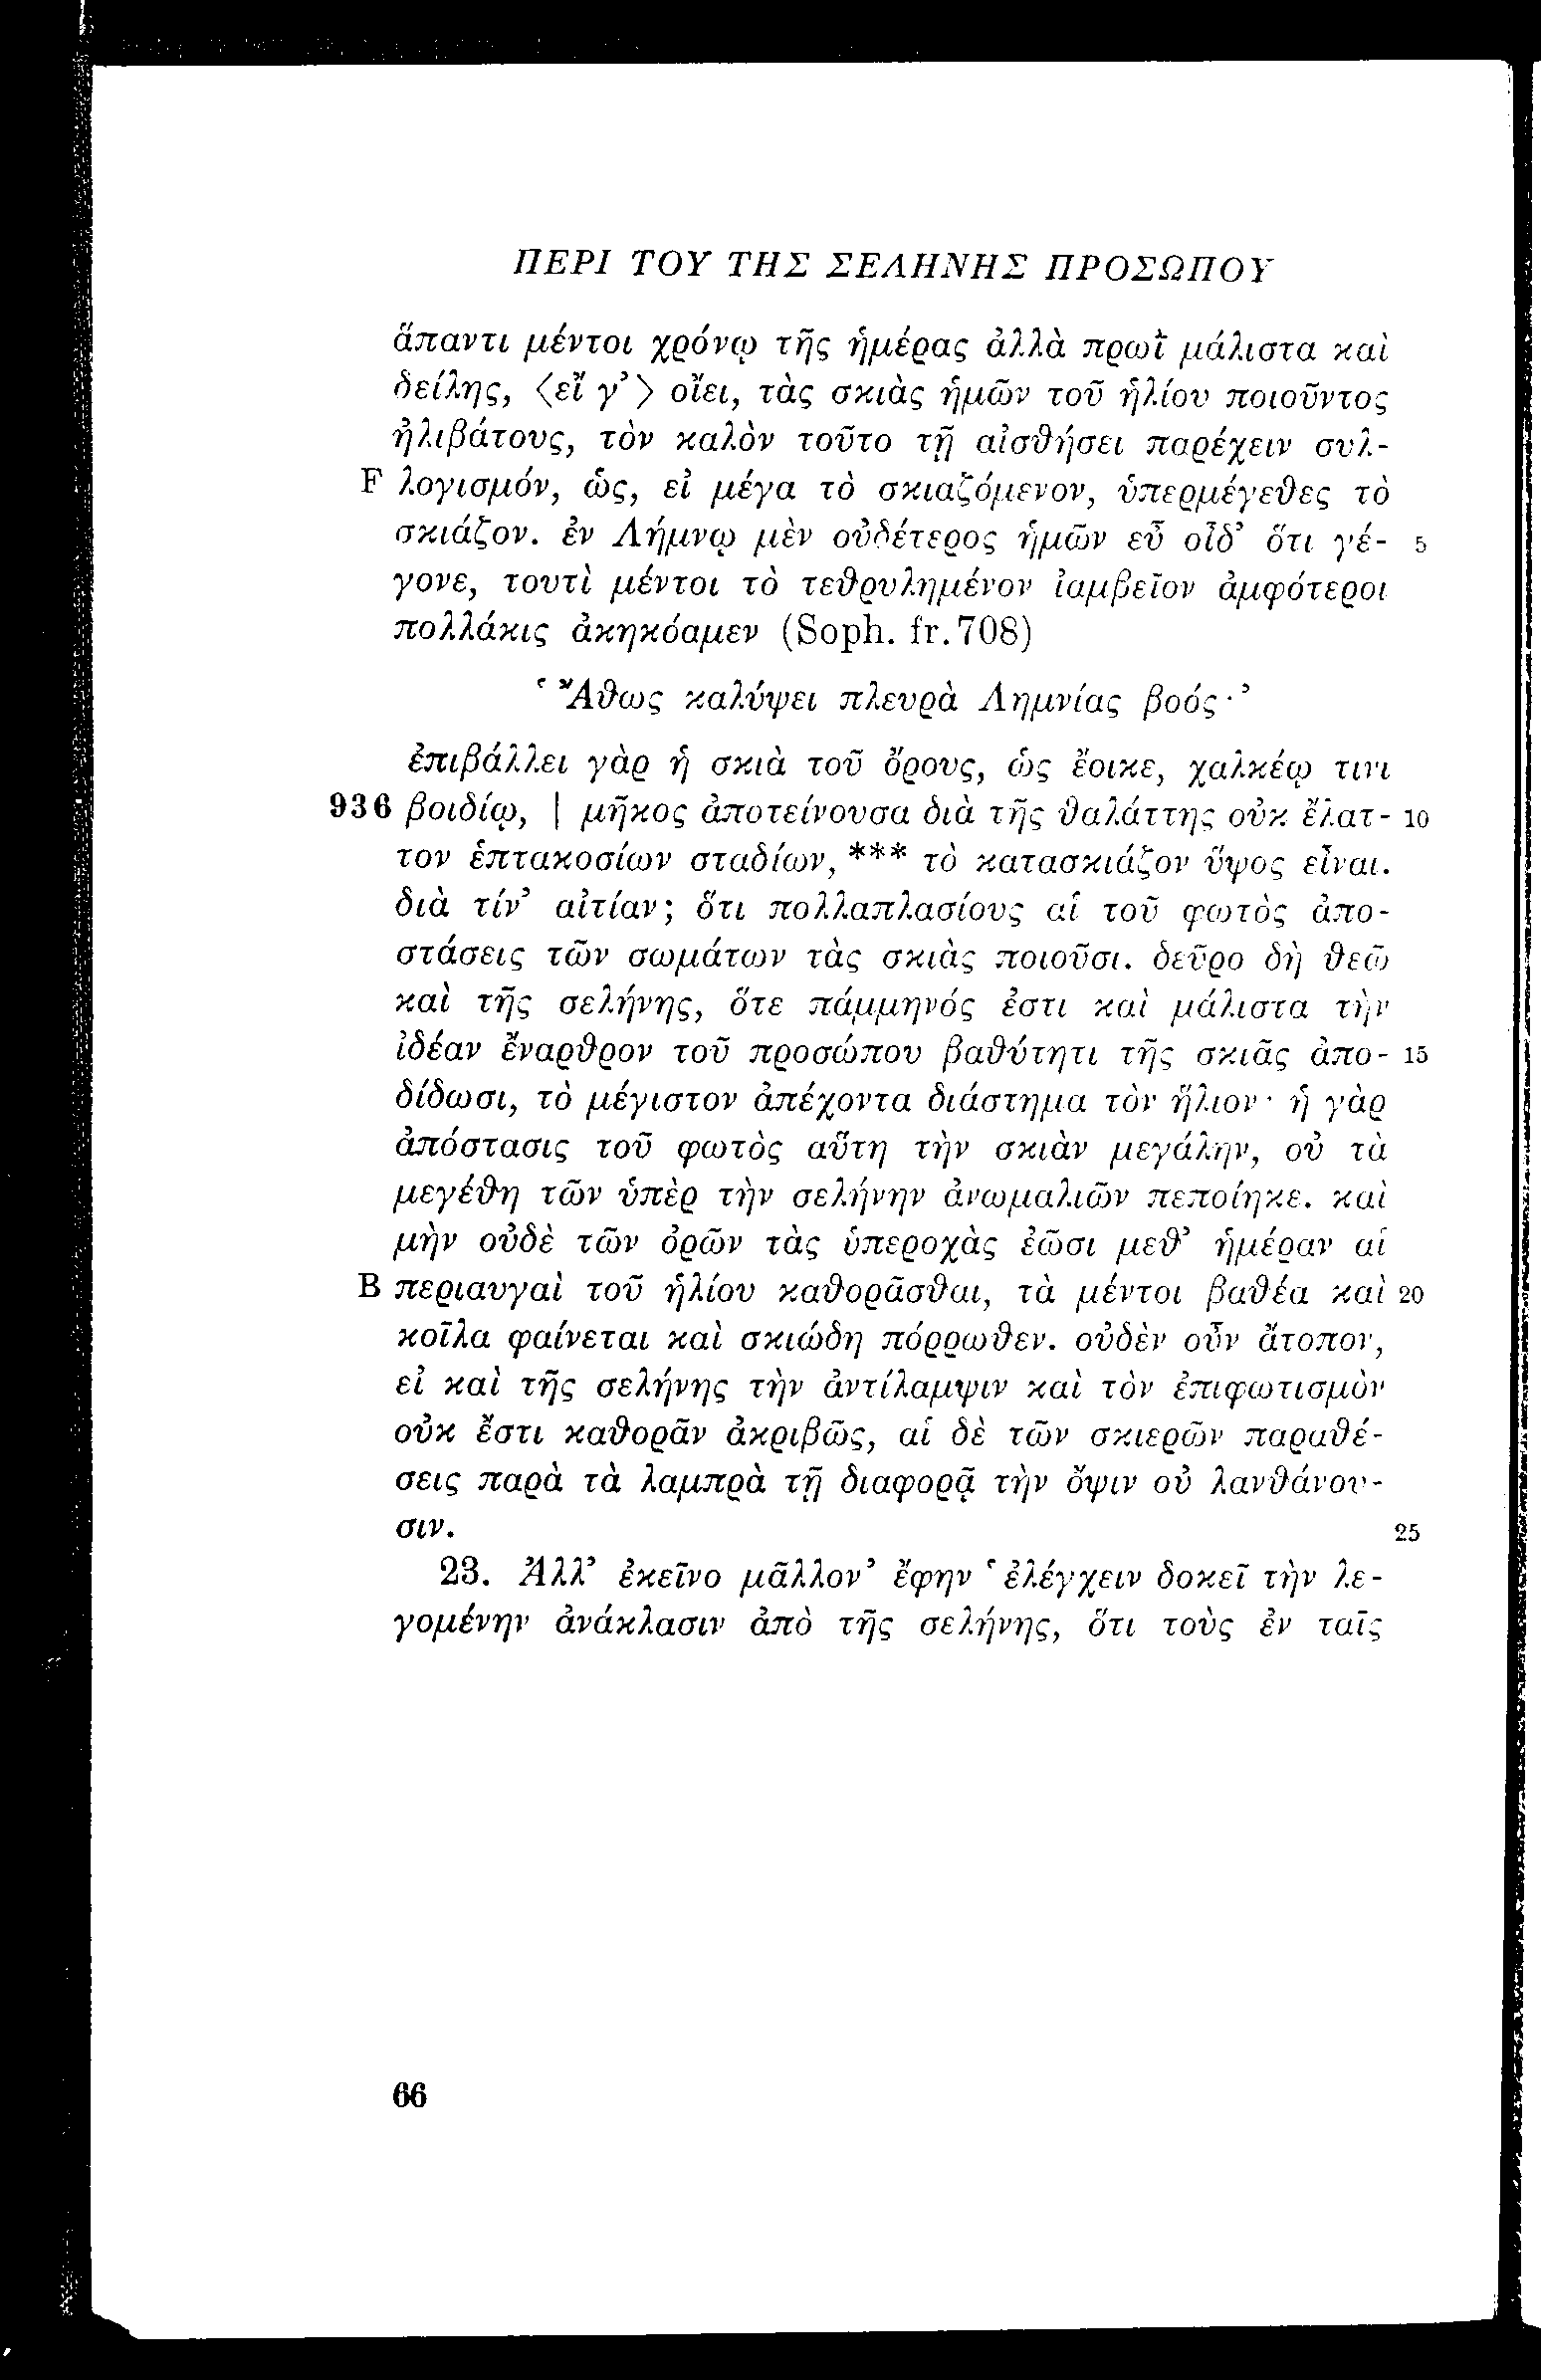 ΠΕΡΙ ΤΟΥ ΤΗΣ ΣΕΛΗΝΗΣ ΠΡΟΣΩΠΟΥ
ἅπαντι μέντοι χρόνῳ τῆς ἡμέρας ἀλλὰ πρωῒ μάλιστα καὶ
δείλης, 〈εἴ γ’〉 οἴει, τὰς σκιὰς ἡμῶν τοῦ ἡλίου ποιοῦντος
ἠλιβάτους, τὸν καλὸν τοῦτο τῇ αἰσθήσει παρέχειν συλ-
F λογισμόν, ὡς, εἰ μέγα τὸ σκιαζόμενον, ὑπερμέγεθες τὸ
σκιάζον. ἐν Λήμνῳ μὲν οὐδέτερος ἡμῶν εὖ οἶδ’ ὅτι γέ- 5
γονε, τουτὶ μέντοι τὸ τεθρυλημένον ἰαμβεῖον ἀμφότεροι
πολλάκις ἀκηκόαμεν (Soph. fr. 708)
‘Ἄθως καλύψει πλευρὰ Λημνίας βοός·’
ἐπιβάλλει γὰρ ἡ σκιὰ τοῦ ὄρους, ὡς ἔοικε, χαλκέῳ τινι
936 βοιδίῳ, | μῆκος ἀποτείνουσα διὰ τῆς θαλάττης οὐκ ἔλατ- 10
τον ἑπτακοσίων σταδίων, *** τὸ κατασκιάζον ὕψος εἶναι.
διὰ τίν’ αἰτίαν; ὅτι πολλαπλασίους αἱ τοῦ φωτὸς ἀπο-
στάσεις τῶν σωμάτων τὰς σκιὰς ποιοῦσι. δεῦρο δὴ θεῶ
καὶ τῆς σελήνης, ὅτε πάμμηνός ἐστι καὶ μάλιστα τὴν
ἰδέαν ἔναρθρον τοῦ προσώπου βαθύτητι τῆς σκιᾶς ἀπο- 15
δίδωσι, τὸ μέγιστον ἀπέχοντα διάστημα τὸν ἥλιον· ἡ γὰρ
ἀπόστασις τοῦ φωτὸς αὕτη τὴν σκιὰν μεγάλην, οὐ τὰ
μεγέθη τῶν ὑπὲρ τὴν σελήνην ἀνωμαλιῶν πεποίηκε. καὶ
μὴν οὐδὲ τῶν ὀρῶν τὰς ὑπεροχὰς ἐῶσι μεθ’ ἡμέραν αἱ
B περιαυγαὶ τοῦ ἡλίου καθορᾶσθαι, τὰ μέντοι βαθέα καὶ 20
κοῖλα φαίνεται καὶ σκιώδη πόρρωθεν. οὐδὲν οὖν ἄτοπον,
εἰ καὶ τῆς σελήνης τὴν ἀντίλαμψιν καὶ τὸν ἐπιφωτισμὸν
οὐκ ἔστι καθορᾶν ἀκριβῶς, αἱ δὲ τῶν σκιερῶν παραθέ-
σεις παρὰ τὰ λαμπρὰ τῇ διαφορᾷ τὴν ὄψιν οὐ λανθάνου-
σιν. 25
23. Ἀλλ’ ἐκεῖνο μᾶλλον’ ἔφην ‘ἐλέγχειν δοκεῖ τὴν λε-
γομένην ἀνάκλασιν ἀπὸ τῆς σελήνης, ὅτι τοὺς ἐν ταῖς
66